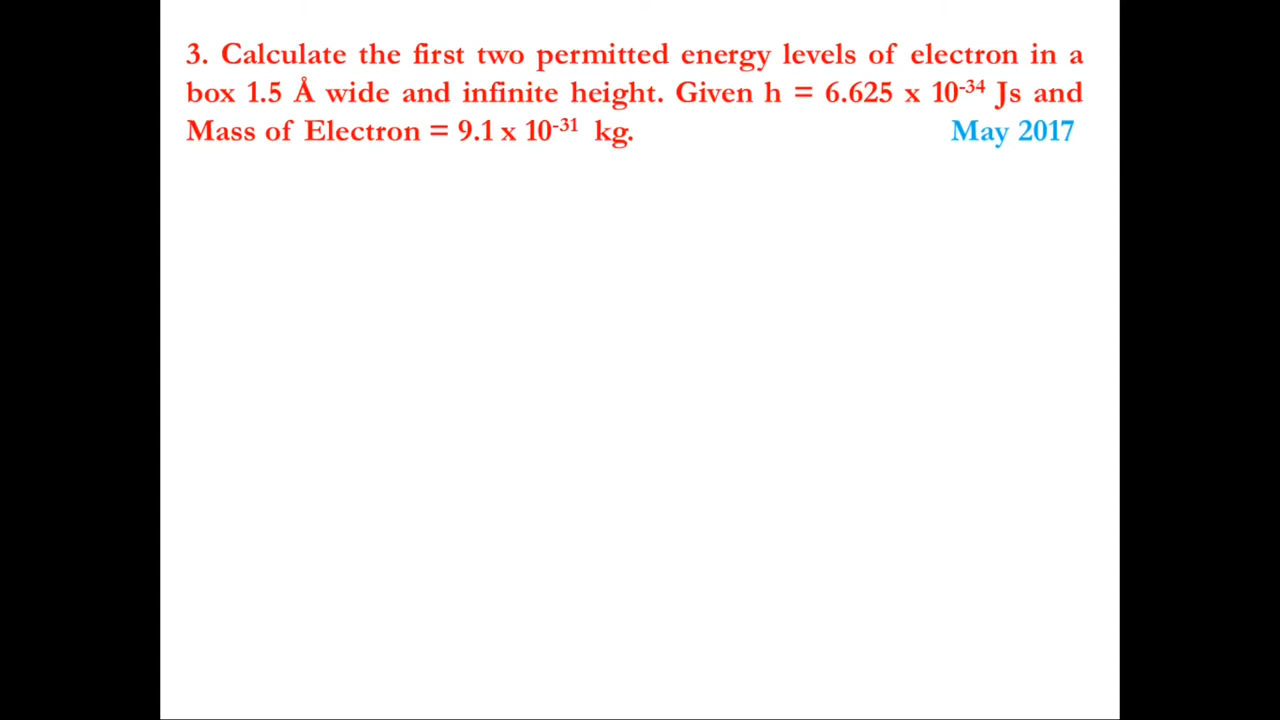 3. Calculate the first two permitted energy levels of electron in a
box 1.5 Å wide and infinite height. Given h = 6.625 x 10⁻³⁴ Js and
Mass of Electron = 9.1 x 10⁻³¹ kg. May 2017